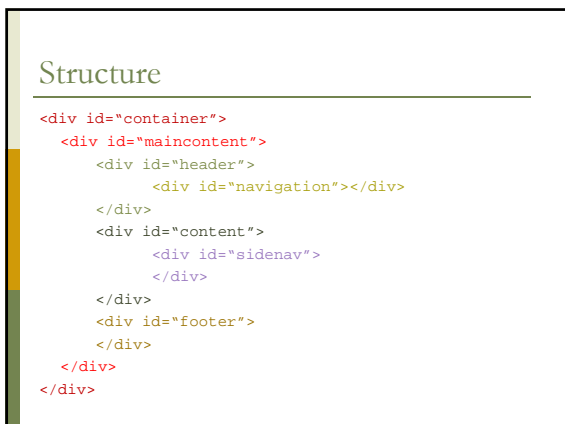 Structure
<div id=“container”>
<div id=“maincontent”>
<div id=“header”>
<div id=“navigation”></div>
</div>
<div id=“content”>
<div id=“sidenav”>
</div>
</div>
<div id=“footer”>
</div>
</div>
</div>